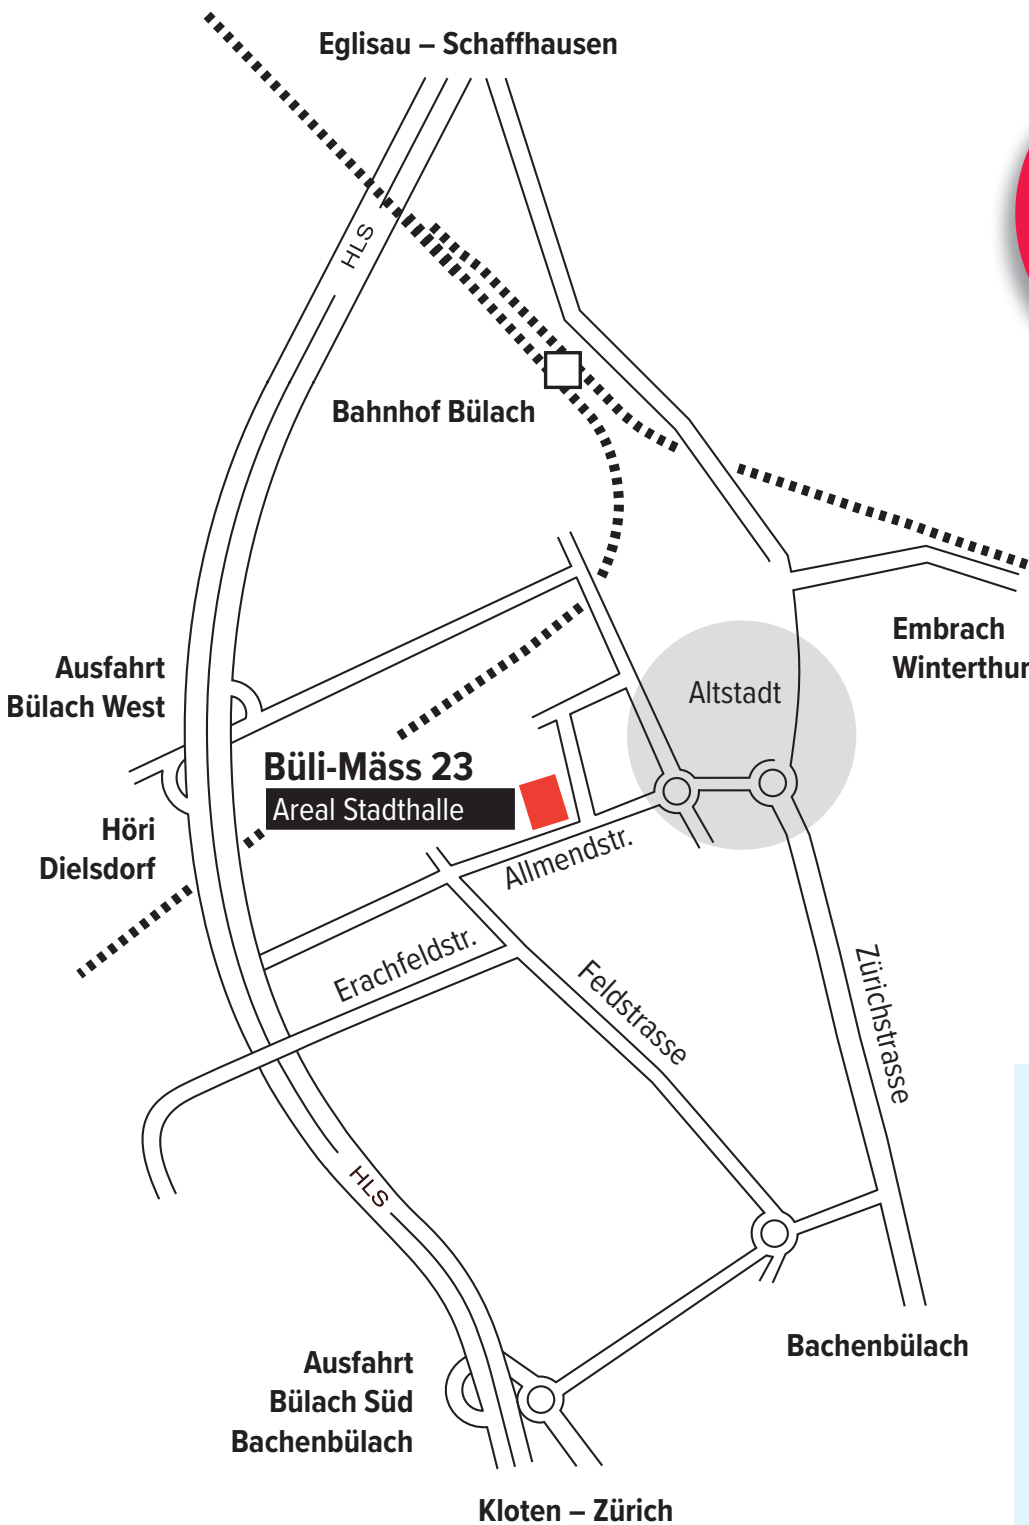 Eglisau – Schaffhausen
HLS
Bahnhof Bülach
Embrach
Winterthur
Ausfahrt
Bülach West
Altstadt
Büli-Mäss 23
Areal Stadthalle
Höri
Dielsdorf
Allmendstr.
Erachfeldstr.
Feldstrasse
Zürichstrasse
HLS
Bachenbülach
Ausfahrt
Bülach Süd
Bachenbülach
Kloten – Zürich